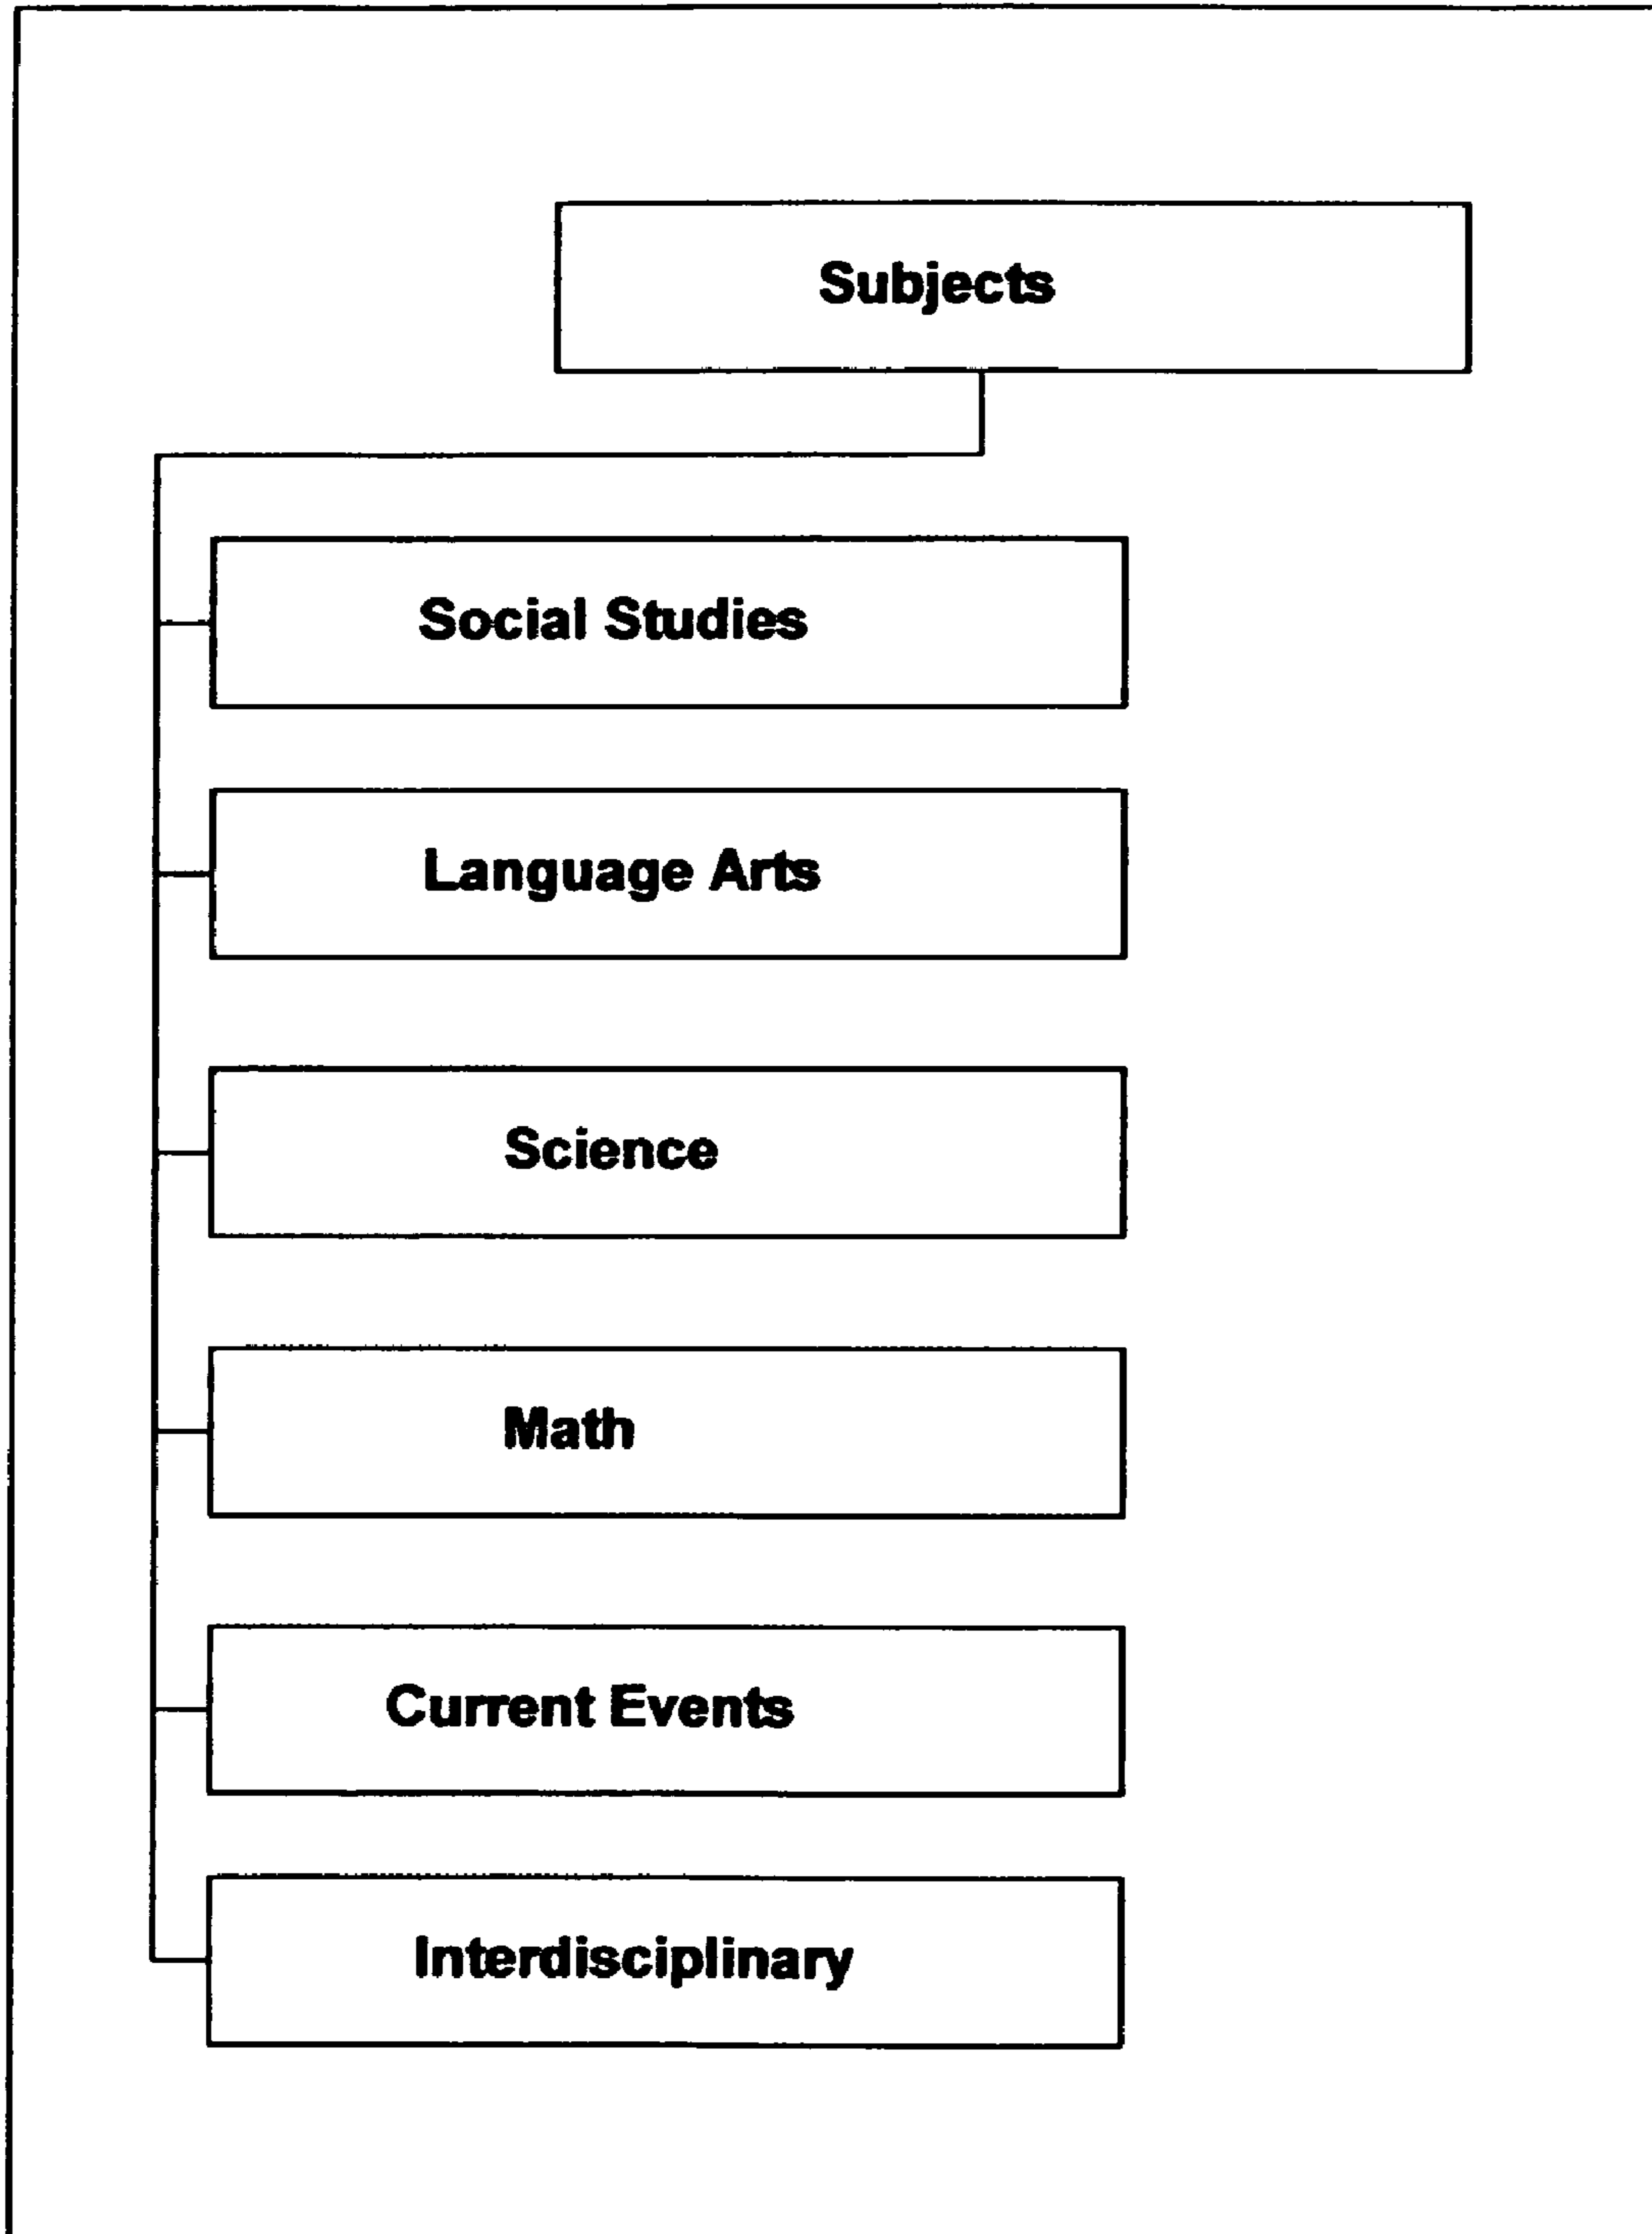 Subjects
Social Studies
Language Arts
Science
Math
Current Events
Interdisciplinary